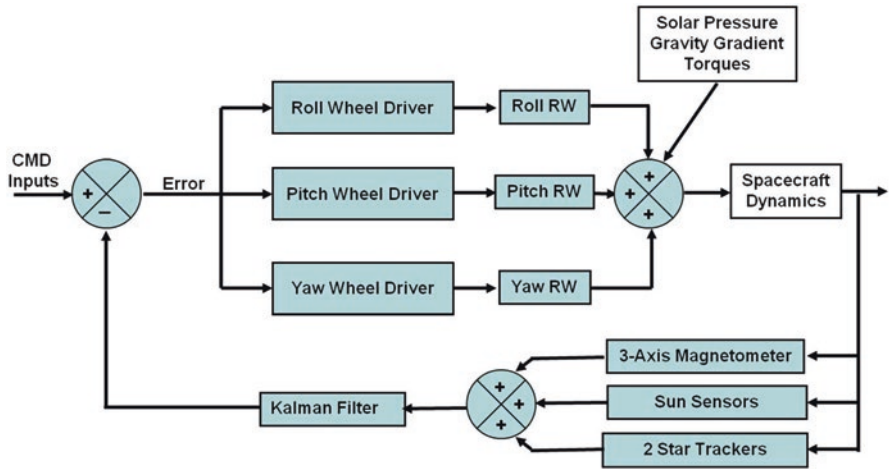 Solar Pressure
Gravity Gradient
Torques
Roll Wheel Driver
Roll RW
CMD
Inputs
+
−
Error
Pitch Wheel Driver
Pitch RW
+
+
+
Spacecraft
Dynamics
Yaw Wheel Driver
Yaw RW
3-Axis Magnetometer
Kalman Filter
+
+
+
Sun Sensors
2 Star Trackers